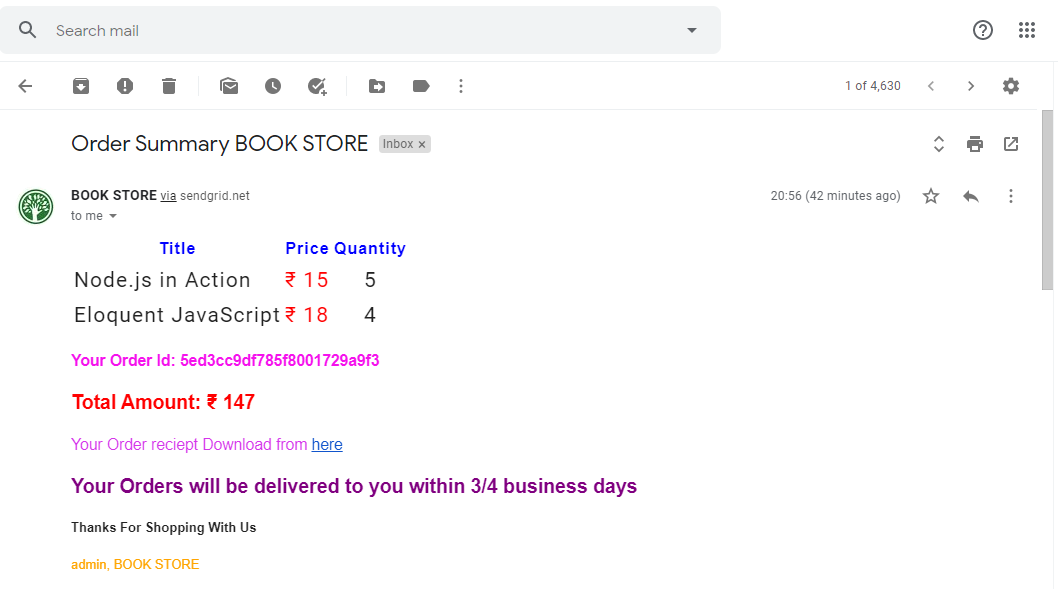 Search mail
1 of 4,630
Order Summary BOOK STORE Inbox ×
BOOK STORE via sendgrid.net 20:56 (42 minutes ago)
to me
Title Price Quantity
Node.js in Action ₹ 15 5
Eloquent JavaScript ₹ 18 4
Your Order Id: 5ed3cc9df785f8001729a9f3
Total Amount: ₹ 147
Your Order reciept Download from here
Your Orders will be delivered to you within 3/4 business days
Thanks For Shopping With Us
admin, BOOK STORE